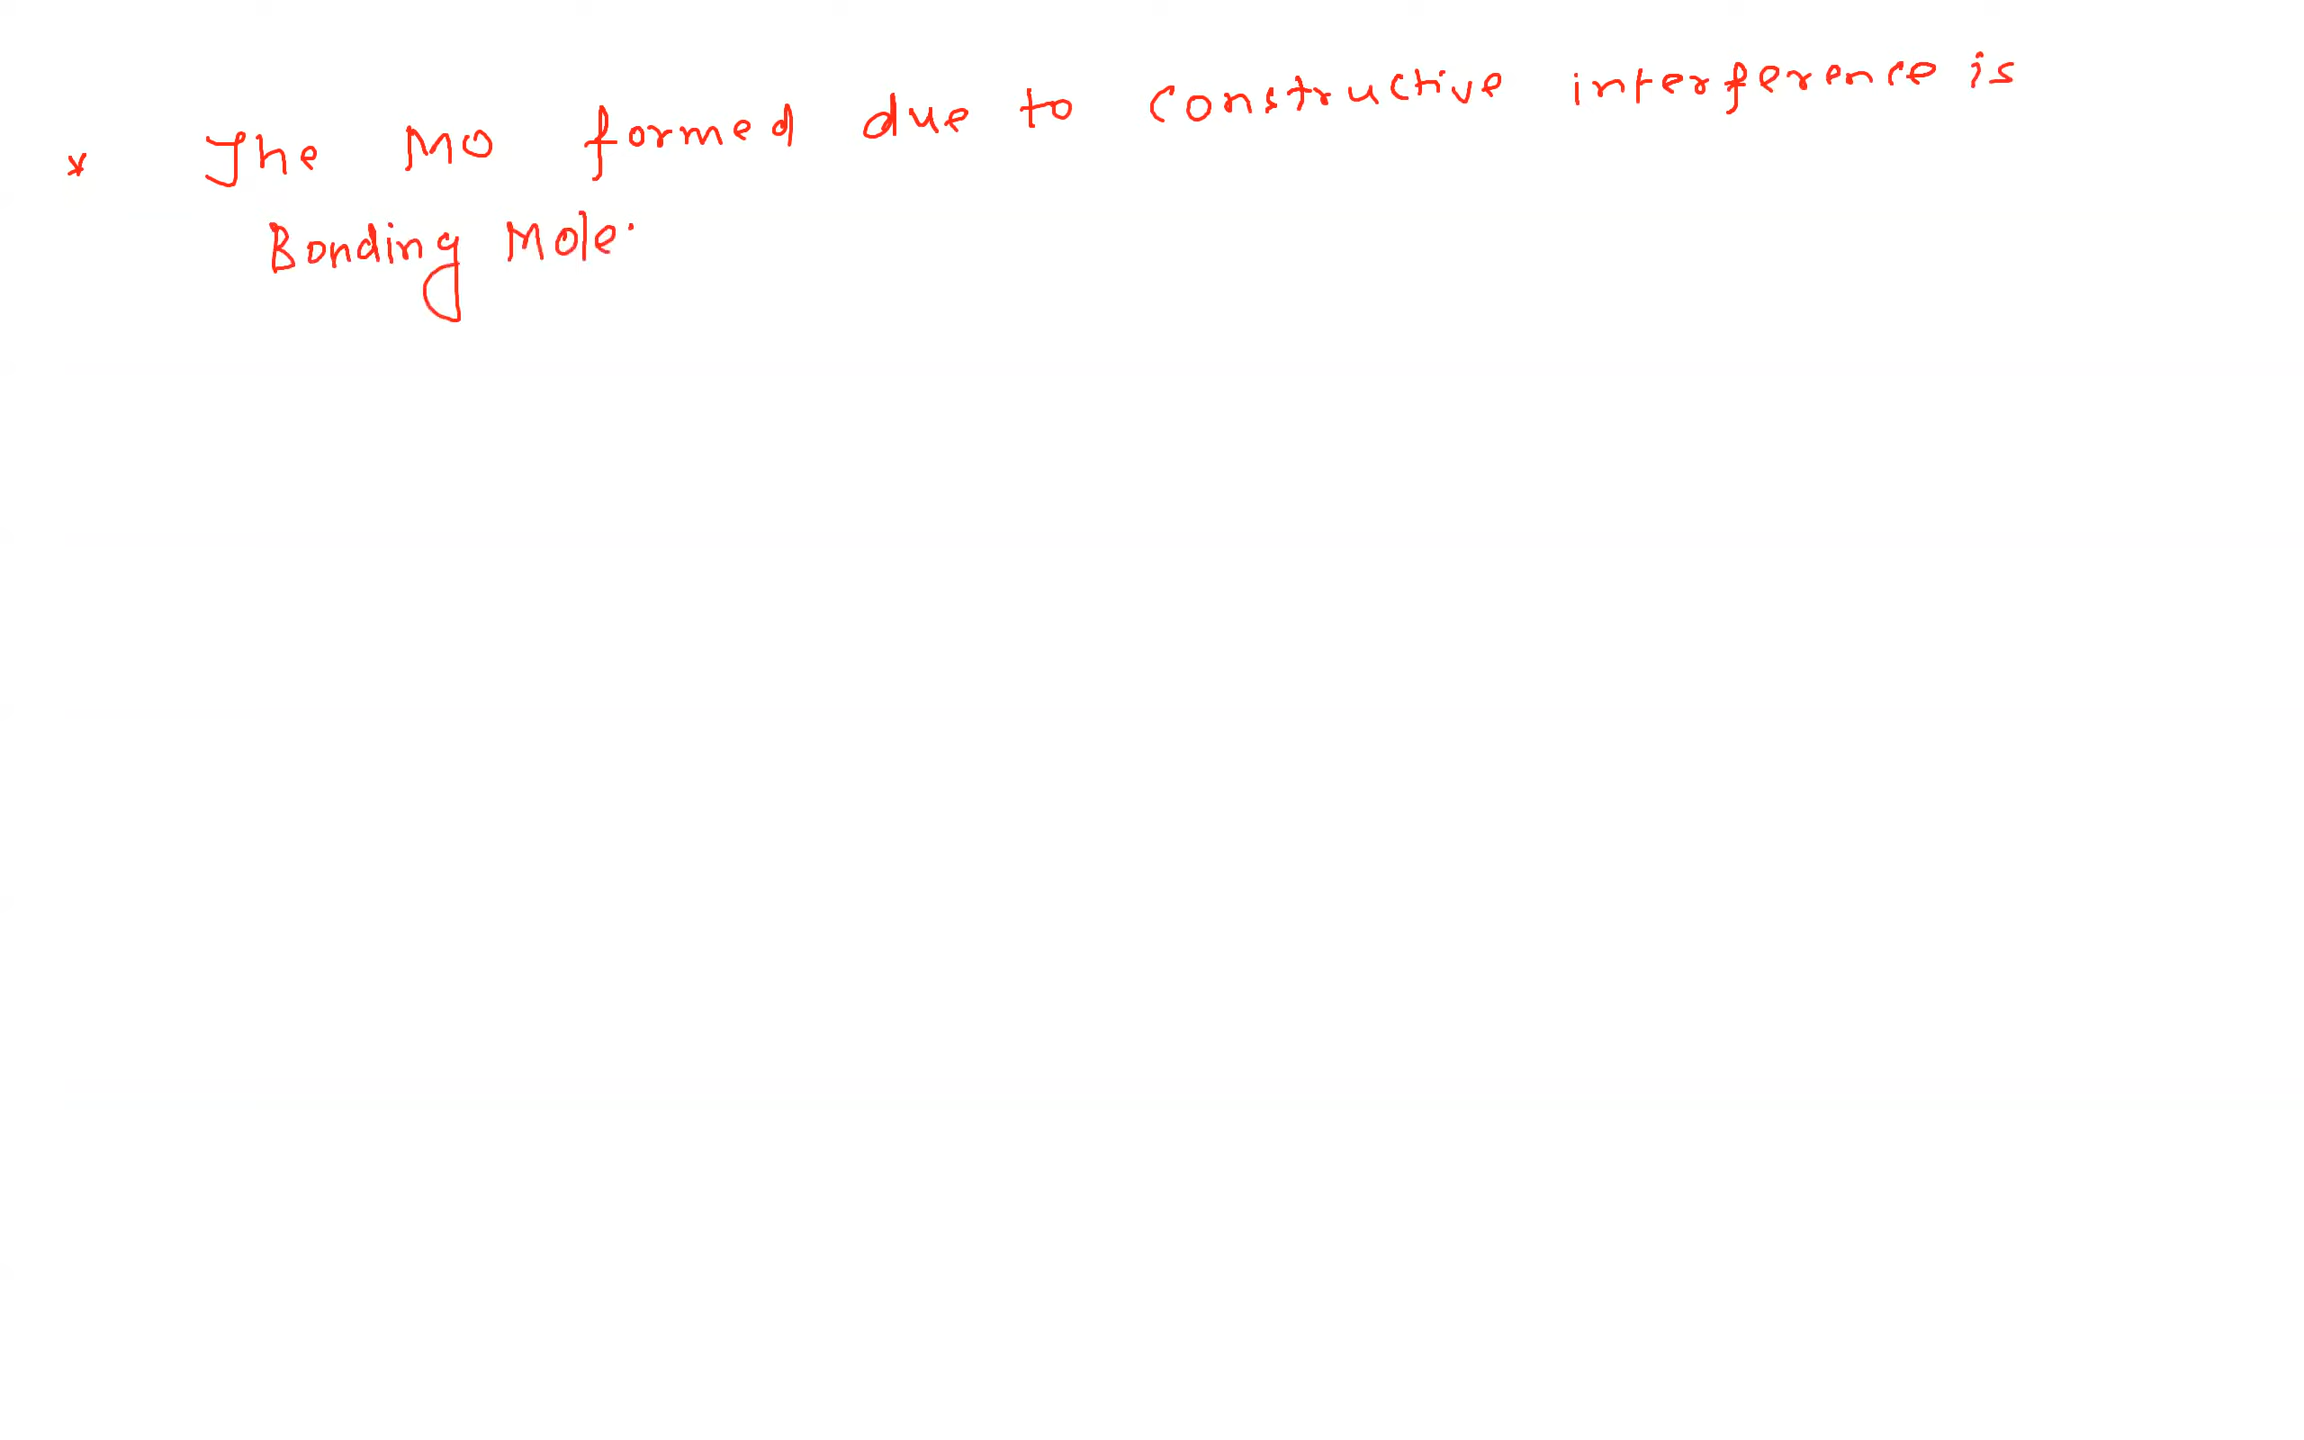 * The MO formed due to constructive interference is
Bonding Mole